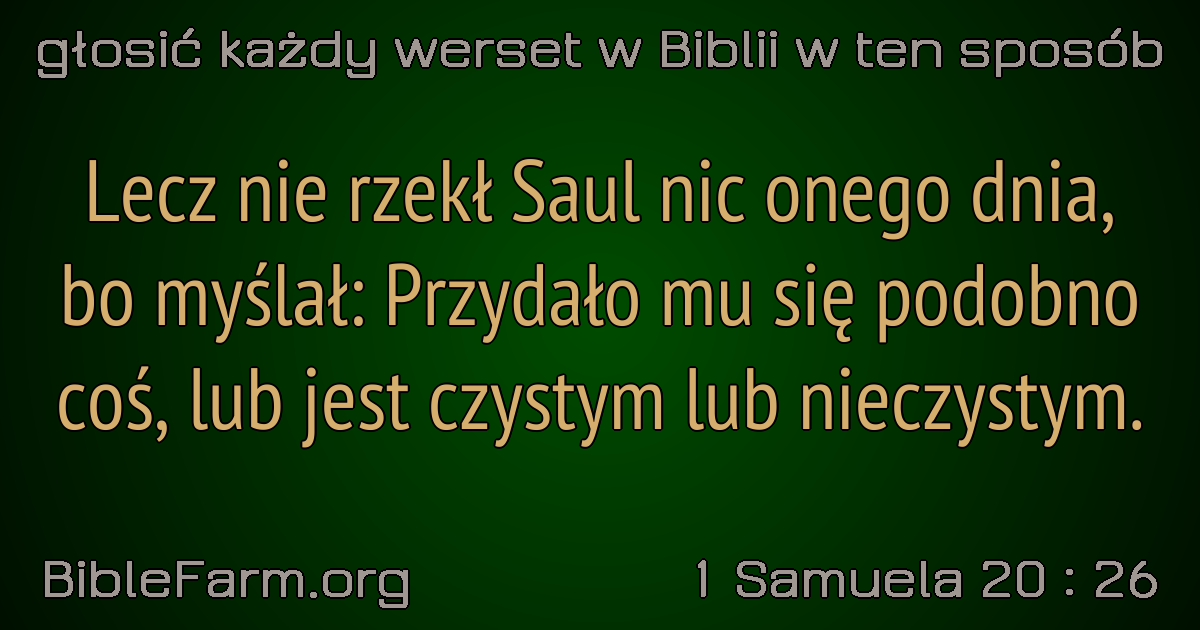 głosić każdy werset w Biblii w ten sposób
Lecz nie rzekł Saul nic onego dnia,
bo myślał: Przydało mu się podobno
coś, lub jest czystym lub nieczystym.
BibleFarm.org
1 Samuela 20 : 26